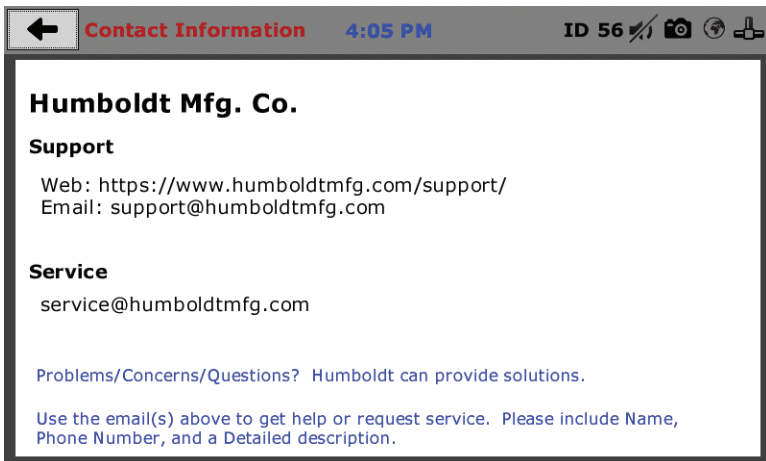 Contact Information 4:05 PM ID 56
Humboldt Mfg. Co.
Support
Web: https://www.humboldtmfg.com/support/
Email: support@humboldtmfg.com
Service
service@humboldtmfg.com
Problems/Concerns/Questions?  Humboldt can provide solutions.
Use the email(s) above to get help or request service.  Please include Name,
Phone Number, and a Detailed description.